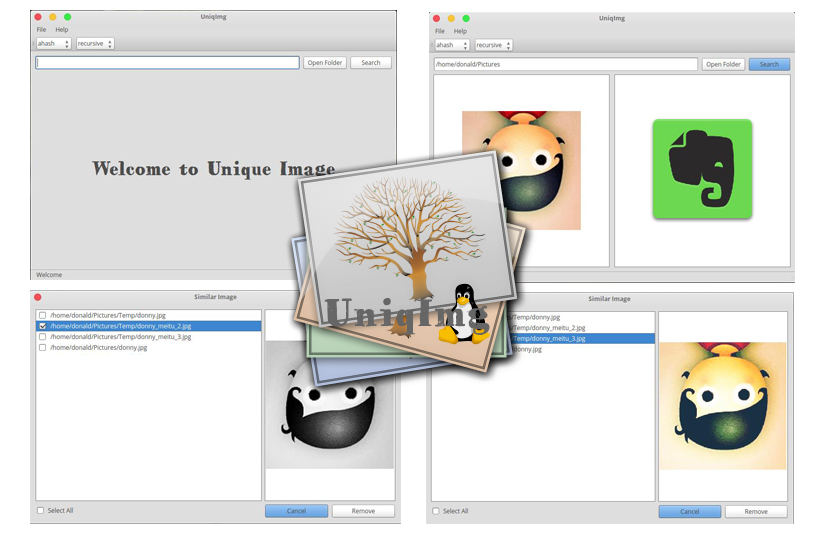 UniqImg
File Help
ahash recursive
Open Folder Search
Welcome to Unique Image
Welcome
UniqImg
File Help
ahash recursive
/home/donald/Pictures Open Folder Search
UniqImg
Similar Image
/home/donald/Pictures/Temp/donny.jpg
/home/donald/Pictures/Temp/donny_meitu_2.jpg
/home/donald/Pictures/Temp/donny_meitu_3.jpg
/home/donald/Pictures/donny.jpg
Select All Cancel Remove
Similar Image
/Temp/donny.jpg
/Temp/donny_meitu_2.jpg
/Temp/donny_meitu_3.jpg
donny.jpg
Select All Cancel Remove